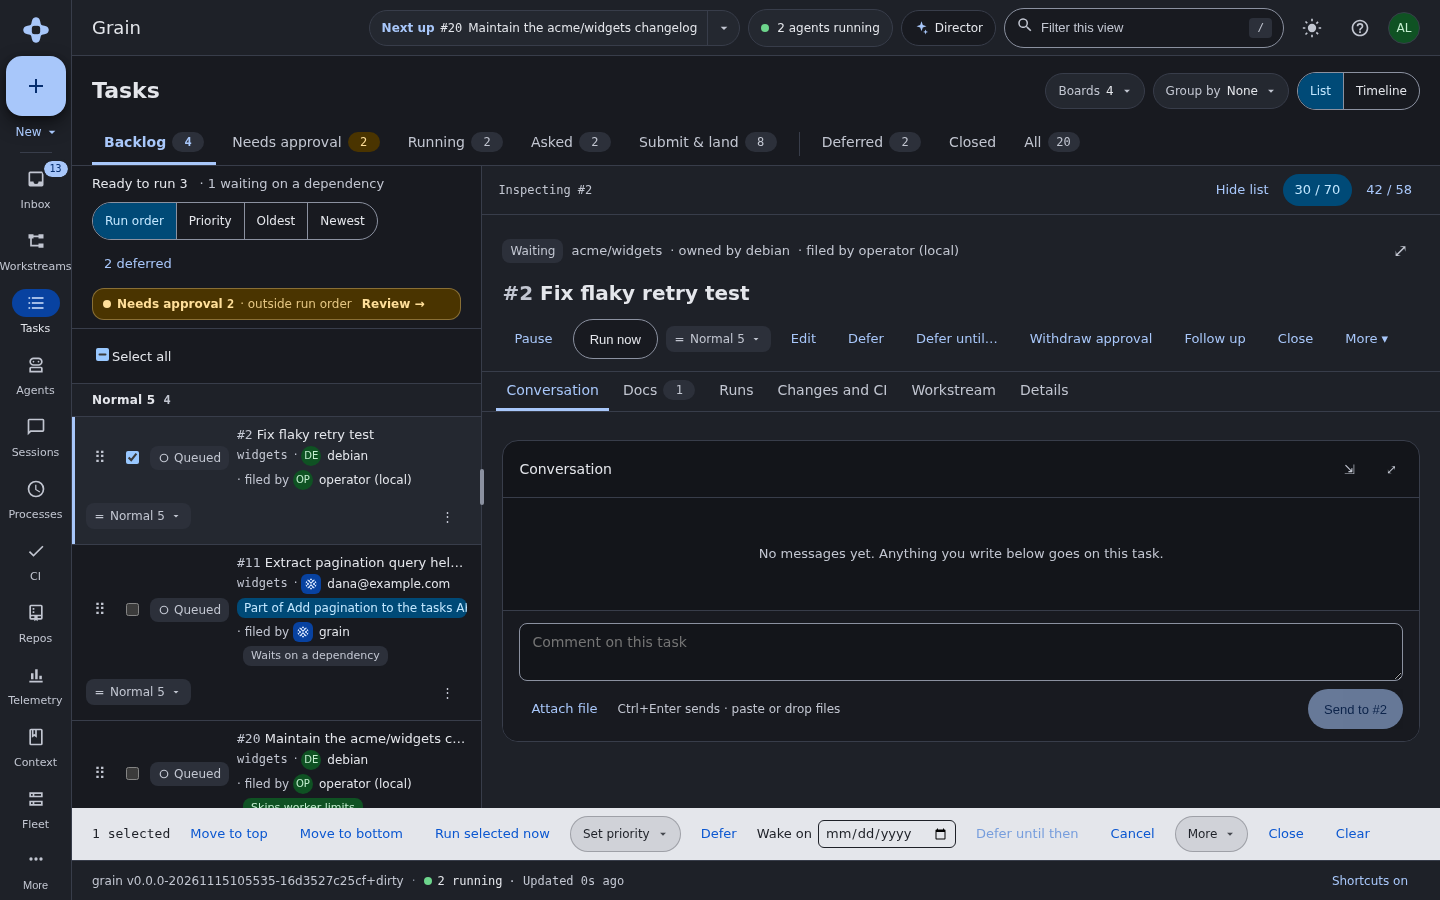 Grain
Next up #20 Maintain the acme/widgets changelog
2 agents running
Director
Filter this view
/
AL
New
13
Inbox
Workstreams
Tasks
Agents
Sessions
Processes
CI
Repos
Telemetry
Context
Fleet
More
Tasks
Boards 4
Group by None
List
Timeline
Backlog 4
Needs approval 2
Running 2
Asked 2
Submit & land 8
Deferred 2
Closed
All 20
Ready to run 3 · 1 waiting on a dependency
Run order
Priority
Oldest
Newest
2 deferred
Needs approval 2 · outside run order Review →
Select all
Normal 5 4
#2 Fix flaky retry test
Queued
widgets · DE debian
· filed by OP operator (local)
= Normal 5
#11 Extract pagination query hel…
Queued
widgets · dana@example.com
Part of Add pagination to the tasks AI
· filed by grain
Waits on a dependency
= Normal 5
#20 Maintain the acme/widgets c…
Queued
widgets · DE debian
· filed by OP operator (local)
Skips worker limits
Inspecting #2
Hide list
30 / 70
42 / 58
Waiting acme/widgets · owned by debian · filed by operator (local)
#2 Fix flaky retry test
Pause
Run now
= Normal 5
Edit
Defer
Defer until…
Withdraw approval
Follow up
Close
More ▾
Conversation
Docs 1
Runs
Changes and CI
Workstream
Details
Conversation
No messages yet. Anything you write below goes on this task.
Comment on this task
Attach file
Ctrl+Enter sends · paste or drop files
Send to #2
1 selected
Move to top
Move to bottom
Run selected now
Set priority
Defer
Wake on mm/dd/yyyy
Defer until then
Cancel
More
Close
Clear
grain v0.0.0-20261115105535-16d3527c25cf+dirty · 2 running · Updated 0s ago
Shortcuts on